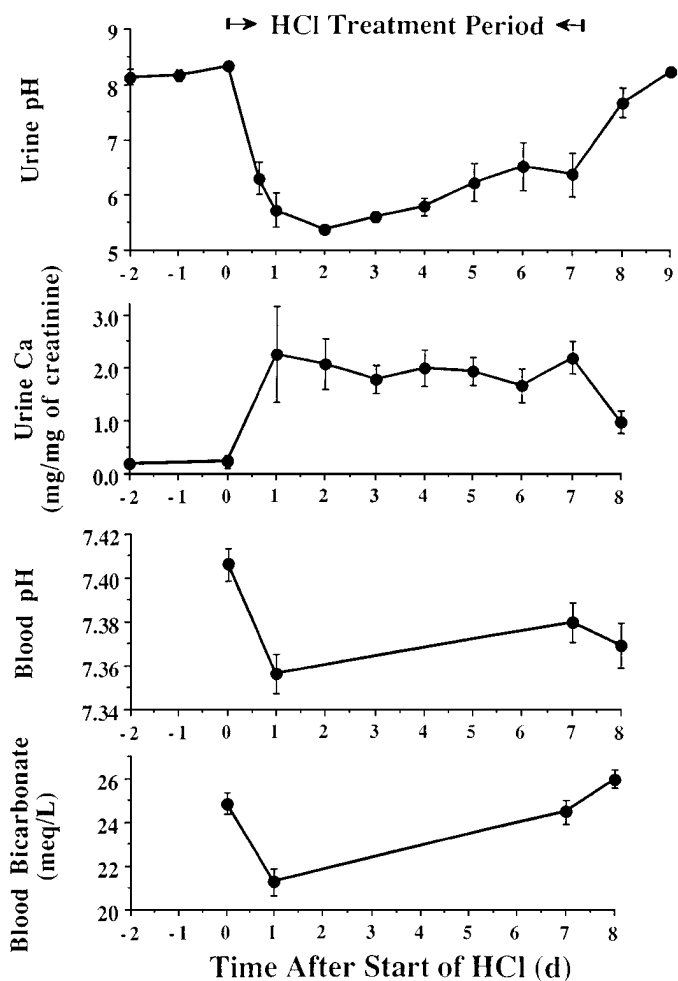 HCl Treatment Period
Urine pH
9
8
7
6
5
-2 -1 0 1 2 3 4 5 6 7 8 9
Urine Ca
(mg/mg of creatinine)
3.0
2.0
1.0
0.0
-2 -1 0 1 2 3 4 5 6 7 8
Blood pH
7.42
7.40
7.38
7.36
7.34
-2 -1 0 1 2 3 4 5 6 7 8
Blood Bicarbonate
(meq/L)
26
24
22
20
-2 -1 0 1 2 3 4 5 6 7 8
Time After Start of HCl (d)